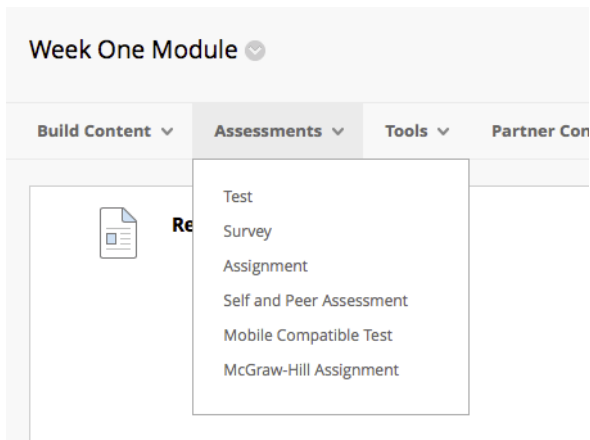 Week One Module
Build Content Assessments Tools Partner Con
Test
Re
Survey
Assignment
Self and Peer Assessment
Mobile Compatible Test
McGraw-Hill Assignment